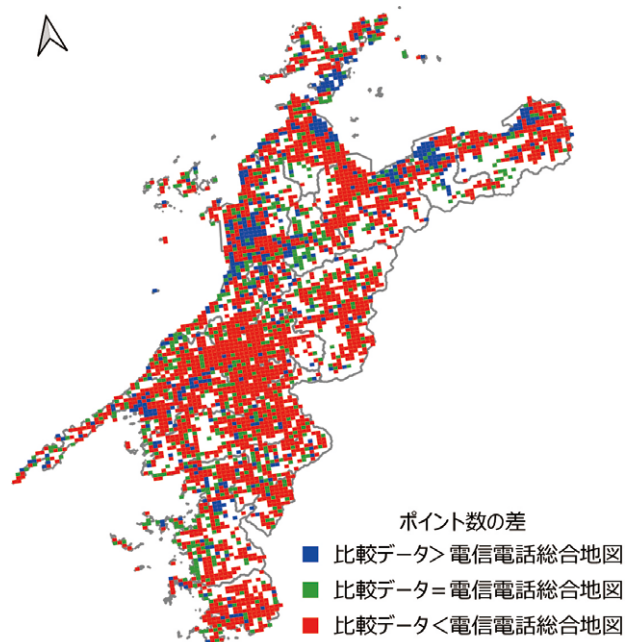 ポイント数の差
比較データ> 電信電話総合地図
比較データ=電信電話総合地図
比較データ<電信電話総合地図